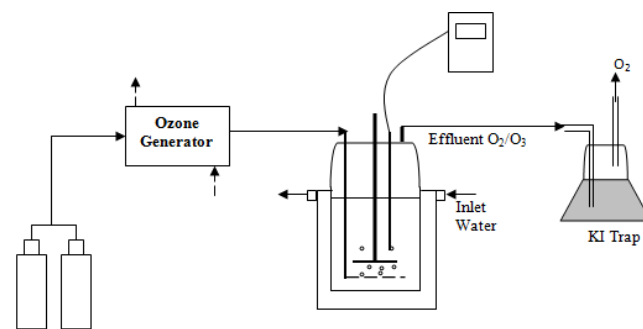 Ozone
Generator
Effluent O₂/O₃
O₂
Inlet
Water
KI Trap